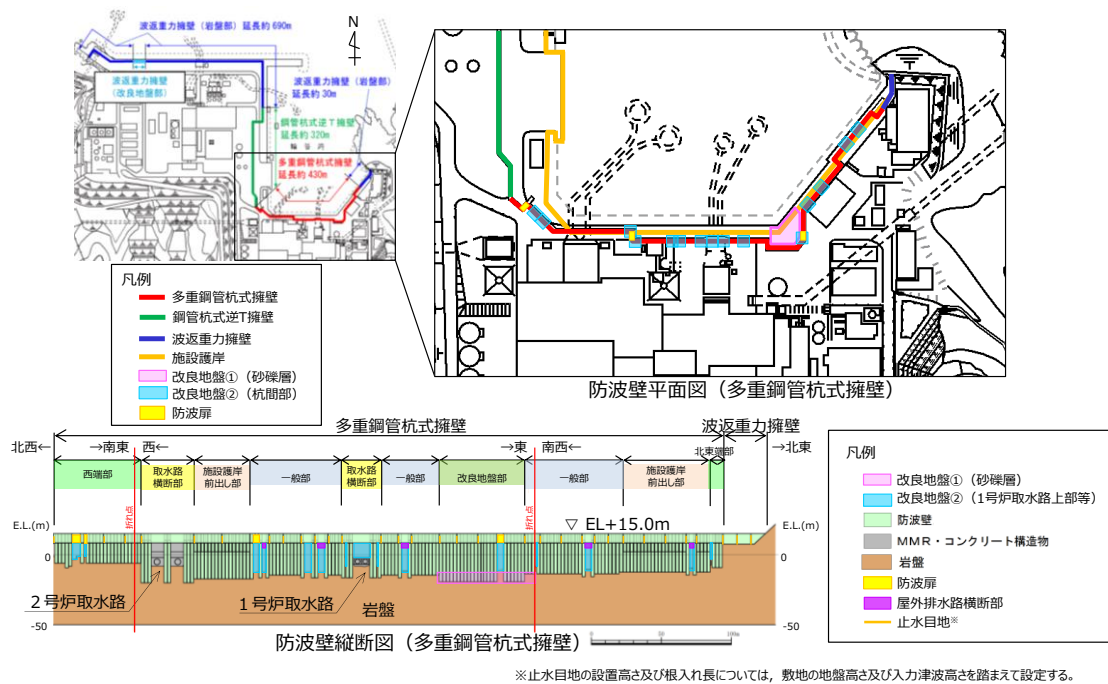 波返重力擁壁（岩盤部）延長約690m
N
波返重力擁壁
（改良地盤部）
波返重力擁壁（岩盤部）
延長約30m
鋼管杭式逆T擁壁
延長約320m
輪谷湾
多重鋼管杭式擁壁
延長約430m
凡例
多重鋼管杭式擁壁
鋼管杭式逆T擁壁
波返重力擁壁
施設護岸
改良地盤①（砂礫層）
改良地盤②（杭間部）
防波扉
防波壁平面図（多重鋼管杭式擁壁）
多重鋼管杭式擁壁
波返重力擁壁
北西←
→南東
西←
→東
南西←
→北東
西端部
取水路
横断部
施設護岸
前出し部
一般部
取水路
横断部
一般部
改良地盤部
一般部
施設護岸
前出し部
北東端部
折れ点
折れ点
E.L.(m)
▽ EL+15.0m
E.L.(m)
0
0
２号炉取水路
１号炉取水路
岩盤
-50
-50
防波壁縦断図（多重鋼管杭式擁壁）
0
50
100m
凡例
改良地盤①（砂礫層）
改良地盤②（1号炉取水路上部等）
防波壁
MMR・コンクリート構造物
岩盤
防波扉
屋外排水路横断部
止水目地※
※止水目地の設置高さ及び根入れ長については，敷地の地盤高さ及び入力津波高さを踏まえて設定する。